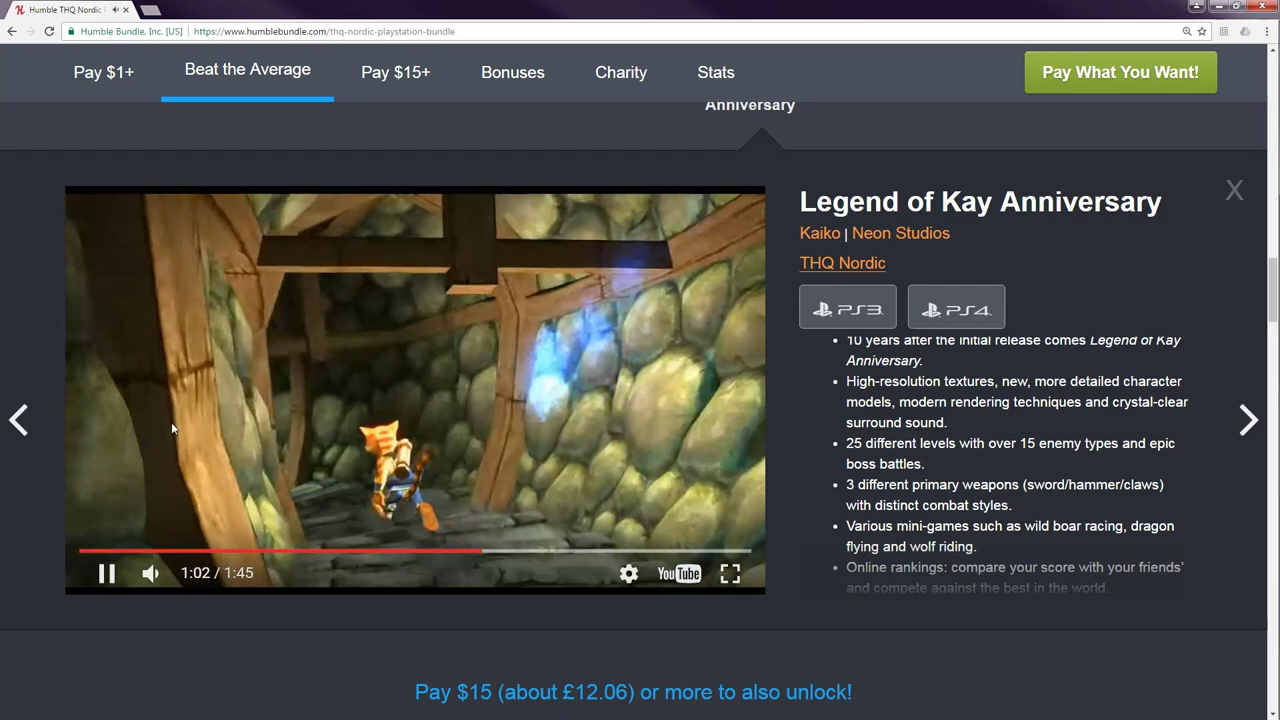 Humble THQ Nordic
Humble Bundle, Inc. [US]
https://www.humblebundle.com/thq-nordic-playstation-bundle
Pay $1+
Beat the Average
Pay $15+
Bonuses
Charity
Stats
Pay What You Want!
Anniversary
X
Legend of Kay Anniversary
Kaiko | Neon Studios
THQ Nordic
PS3
PS4
10 years after the initial release comes Legend of Kay
Anniversary.
High-resolution textures, new, more detailed character
models, modern rendering techniques and crystal-clear
surround sound.
25 different levels with over 15 enemy types and epic
boss battles.
3 different primary weapons (sword/hammer/claws)
with distinct combat styles.
Various mini-games such as wild boar racing, dragon
flying and wolf riding.
Online rankings: compare your score with your friends'
and compete against the best in the world.
1:02 / 1:45
YouTube
Pay $15 (about £12.06) or more to also unlock!